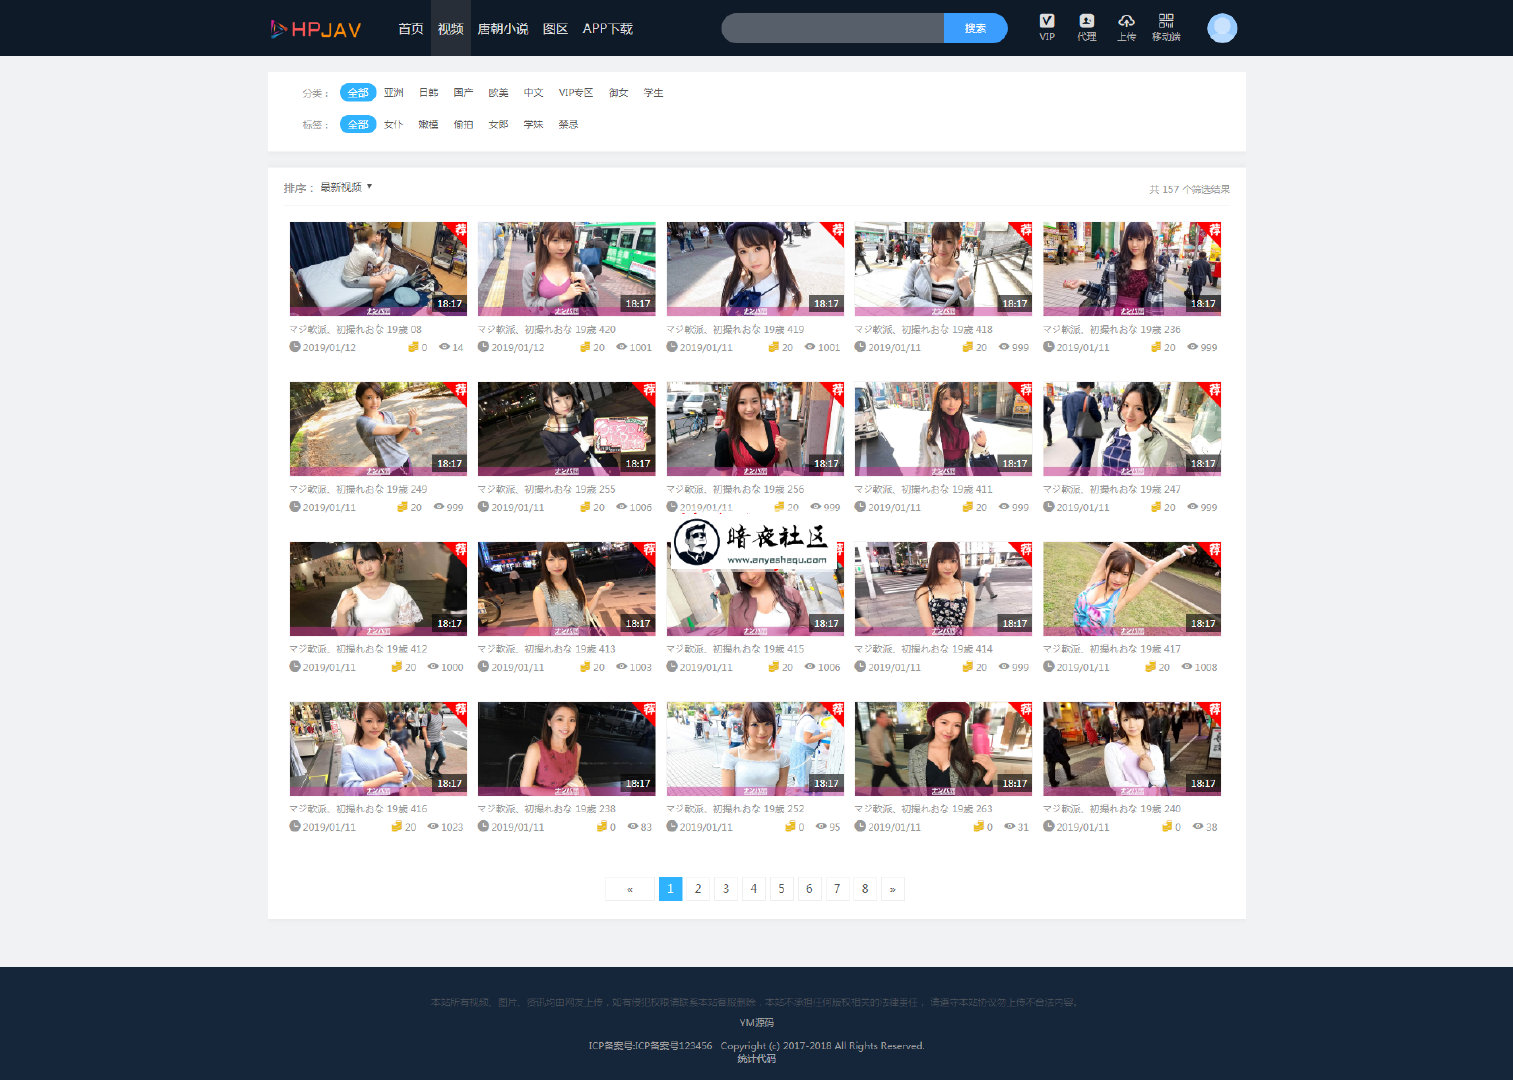 HPJAV
首页 视频 唐朝小说 图区 APP下载
搜索
VIP 代理 上传 移动端
分类： 全部 亚洲 日韩 国产 欧美 中文 VIP专区 御女 学生
标签： 全部 女仆 嫩模 偷拍 女郎 学妹 禁忌
排序： 最新视频 ▼
共 157 个筛选结果
荐 荐 荐 荐 荐
18:17 18:17 18:17 18:17 18:17
マジ軟派、初撮れおな 19歳 08 マジ軟派、初撮れおな 19歳 420 マジ軟派、初撮れおな 19歳 419 マジ軟派、初撮れおな 19歳 418 マジ軟派、初撮れおな 19歳 236
2019/01/12 0 14 2019/01/12 20 1001 2019/01/11 20 1001 2019/01/11 20 999 2019/01/11 20 999
荐 荐 荐 荐 荐
18:17 18:17 18:17 18:17 18:17
マジ軟派、初撮れおな 19歳 249 マジ軟派、初撮れおな 19歳 255 マジ軟派、初撮れおな 19歳 256 マジ軟派、初撮れおな 19歳 411 マジ軟派、初撮れおな 19歳 247
2019/01/11 20 999 2019/01/11 20 1006 2019/01/11 20 999 2019/01/11 20 999 2019/01/11 20 999
暗夜社区
www.anyeshequ.com
荐 荐 荐 荐 荐
18:17 18:17 18:17 18:17 18:17
マジ軟派、初撮れおな 19歳 412 マジ軟派、初撮れおな 19歳 413 マジ軟派、初撮れおな 19歳 415 マジ軟派、初撮れおな 19歳 414 マジ軟派、初撮れおな 19歳 417
2019/01/11 20 1000 2019/01/11 20 1003 2019/01/11 20 1006 2019/01/11 20 999 2019/01/11 20 1008
荐 荐 荐 荐 荐
18:17 18:17 18:17 18:17 18:17
マジ軟派、初撮れおな 19歳 416 マジ軟派、初撮れおな 19歳 238 マジ軟派、初撮れおな 19歳 252 マジ軟派、初撮れおな 19歳 263 マジ軟派、初撮れおな 19歳 240
2019/01/11 20 1023 2019/01/11 0 83 2019/01/11 0 95 2019/01/11 0 31 2019/01/11 0 38
« 1 2 3 4 5 6 7 8 »
本站所有视频、图片、资讯均由网友上传，如有侵犯权限请联系本站客服删除，本站不承担任何版权相关的法律责任， 请遵守本站协议勿上传不合法内容。
YM源码
ICP备案号:ICP备案号123456 Copyright (c) 2017-2018 All Rights Reserved.
统计代码